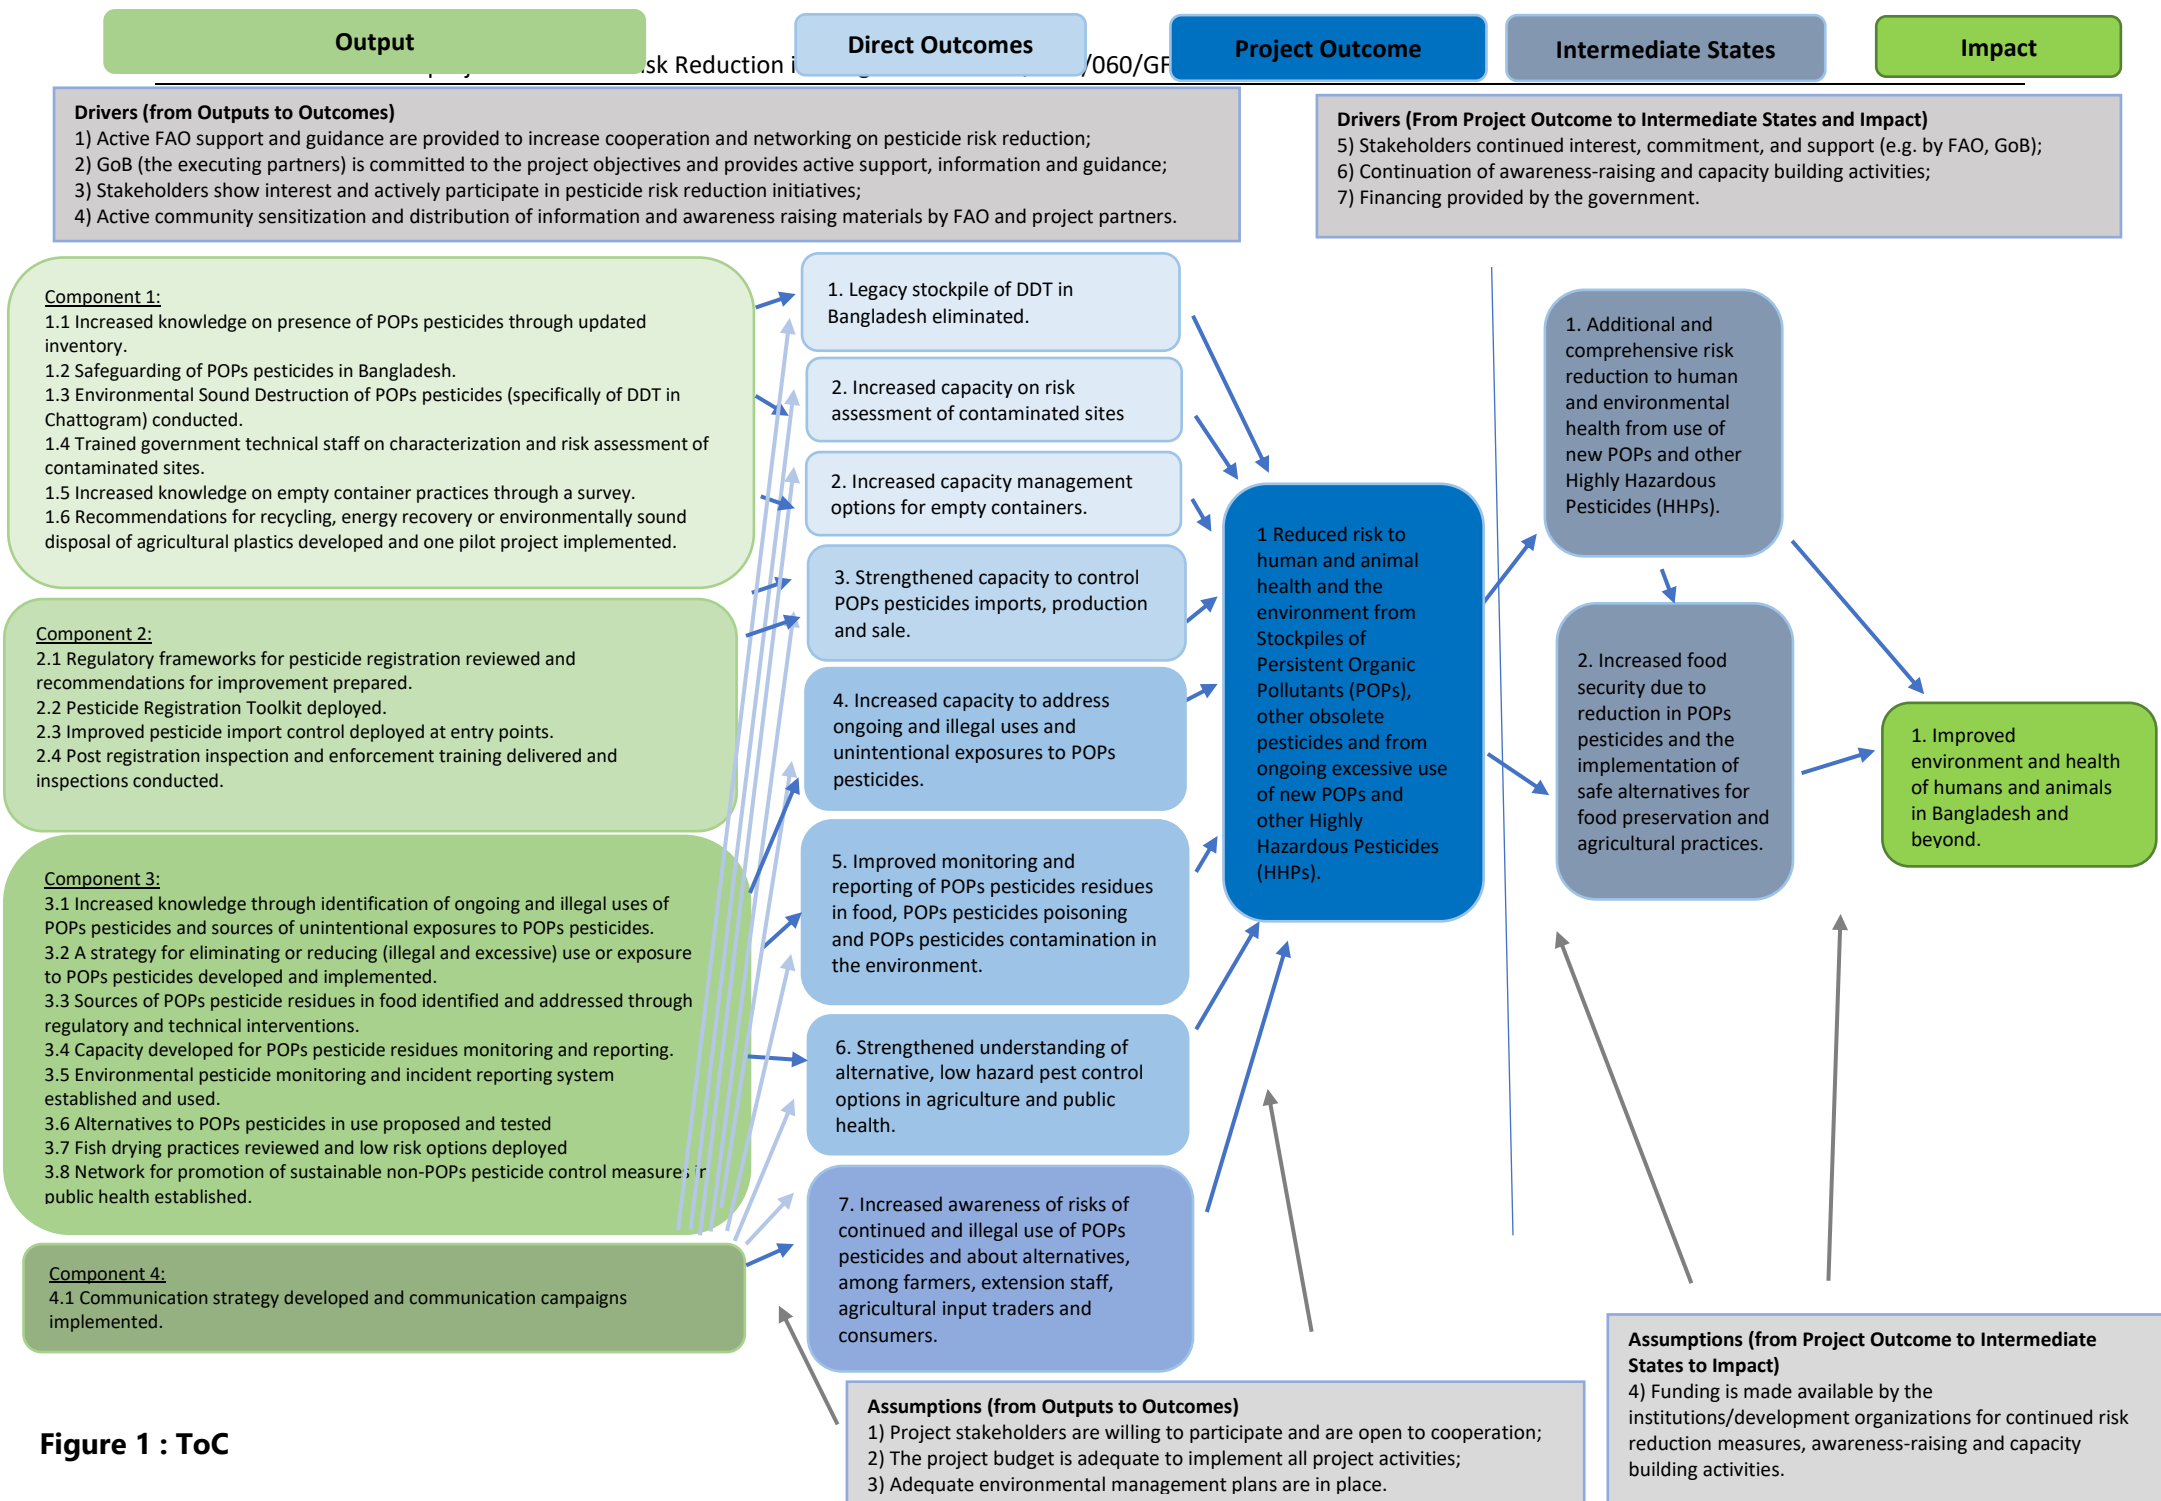 Output
Direct Outcomes
Project Outcome
Intermediate States
Impact
isk Reduction i
/060/GF
Drivers (from Outputs to Outcomes)
1) Active FAO support and guidance are provided to increase cooperation and networking on pesticide risk reduction;
2) GoB (the executing partners) is committed to the project objectives and provides active support, information and guidance;
3) Stakeholders show interest and actively participate in pesticide risk reduction initiatives;
4) Active community sensitization and distribution of information and awareness raising materials by FAO and project partners.
Drivers (From Project Outcome to Intermediate States and Impact)
5) Stakeholders continued interest, commitment, and support (e.g. by FAO, GoB);
6) Continuation of awareness-raising and capacity building activities;
7) Financing provided by the government.
Component 1:
1.1 Increased knowledge on presence of POPs pesticides through updated
inventory.
1.2 Safeguarding of POPs pesticides in Bangladesh.
1.3 Environmental Sound Destruction of POPs pesticides (specifically of DDT in
Chattogram) conducted.
1.4 Trained government technical staff on characterization and risk assessment of
contaminated sites.
1.5 Increased knowledge on empty container practices through a survey.
1.6 Recommendations for recycling, energy recovery or environmentally sound
disposal of agricultural plastics developed and one pilot project implemented.
Component 2:
2.1 Regulatory frameworks for pesticide registration reviewed and
recommendations for improvement prepared.
2.2 Pesticide Registration Toolkit deployed.
2.3 Improved pesticide import control deployed at entry points.
2.4 Post registration inspection and enforcement training delivered and
inspections conducted.
Component 3:
3.1 Increased knowledge through identification of ongoing and illegal uses of
POPs pesticides and sources of unintentional exposures to POPs pesticides.
3.2 A strategy for eliminating or reducing (illegal and excessive) use or exposure
to POPs pesticides developed and implemented.
3.3 Sources of POPs pesticide residues in food identified and addressed through
regulatory and technical interventions.
3.4 Capacity developed for POPs pesticide residues monitoring and reporting.
3.5 Environmental pesticide monitoring and incident reporting system
established and used.
3.6 Alternatives to POPs pesticides in use proposed and tested
3.7 Fish drying practices reviewed and low risk options deployed
3.8 Network for promotion of sustainable non-POPs pesticide control measures in
public health established.
Component 4:
4.1 Communication strategy developed and communication campaigns
implemented.
1. Legacy stockpile of DDT in
Bangladesh eliminated.
2. Increased capacity on risk
assessment of contaminated sites
2. Increased capacity management
options for empty containers.
3. Strengthened capacity to control
POPs pesticides imports, production
and sale.
4. Increased capacity to address
ongoing and illegal uses and
unintentional exposures to POPs
pesticides.
5. Improved monitoring and
reporting of POPs pesticides residues
in food, POPs pesticides poisoning
and POPs pesticides contamination in
the environment.
6. Strengthened understanding of
alternative, low hazard pest control
options in agriculture and public
health.
7. Increased awareness of risks of
continued and illegal use of POPs
pesticides and about alternatives,
among farmers, extension staff,
agricultural input traders and
consumers.
1 Reduced risk to
human and animal
health and the
environment from
Stockpiles of
Persistent Organic
Pollutants (POPs),
other obsolete
pesticides and from
ongoing excessive use
of new POPs and
other Highly
Hazardous Pesticides
(HHPs).
1. Additional and
comprehensive risk
reduction to human
and environmental
health from use of
new POPs and other
Highly Hazardous
Pesticides (HHPs).
2. Increased food
security due to
reduction in POPs
pesticides and the
implementation of
safe alternatives for
food preservation and
agricultural practices.
1. Improved
environment and health
of humans and animals
in Bangladesh and
beyond.
Assumptions (from Outputs to Outcomes)
1) Project stakeholders are willing to participate and are open to cooperation;
2) The project budget is adequate to implement all project activities;
3) Adequate environmental management plans are in place.
Assumptions (from Project Outcome to Intermediate
States to Impact)
4) Funding is made available by the
institutions/development organizations for continued risk
reduction measures, awareness-raising and capacity
building activities.
Figure 1 : ToC